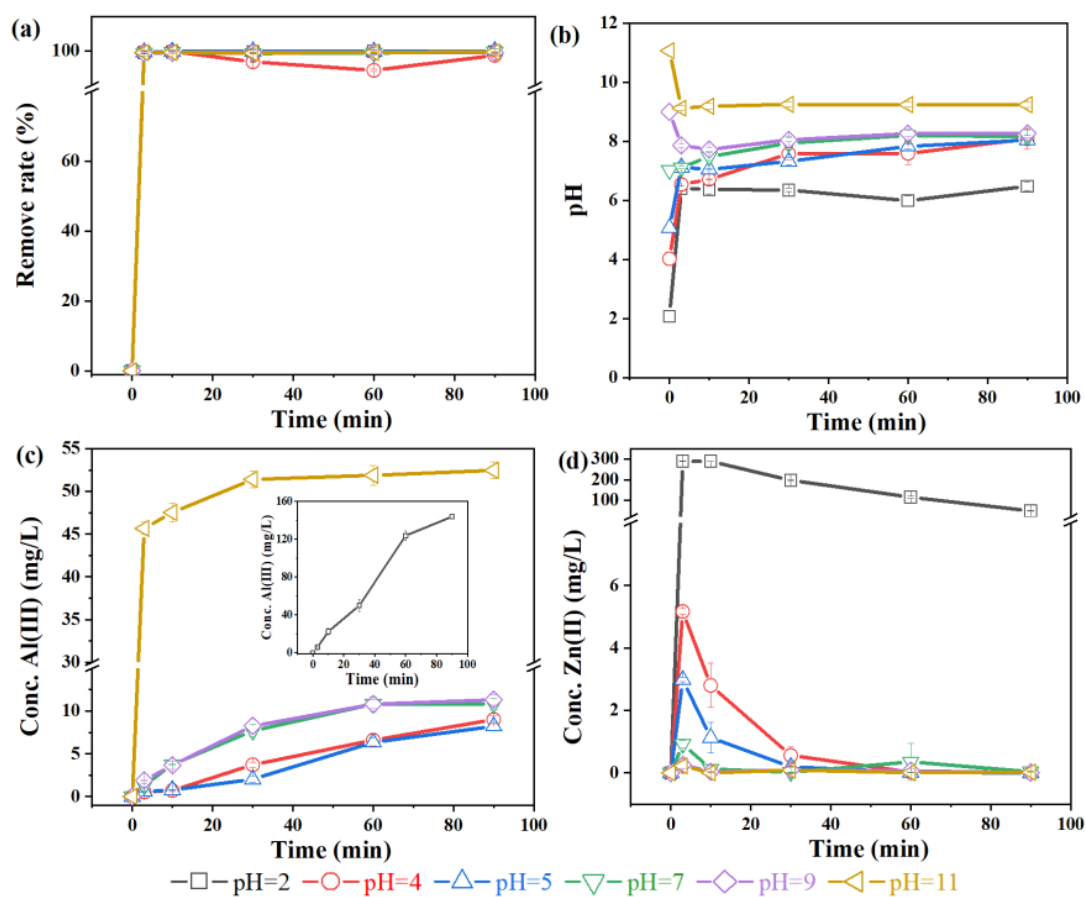 (a)
Remove rate (%)
100
80
60
40
20
0
0 20 40 60 80 100
Time (min)
(b)
pH
12
10
8
6
4
2
0
0 20 40 60 80 100
Time (min)
(c)
Conc. Al(III) (mg/L)
55
50
45
40
35
30
10
5
0
0 20 40 60 80 100
Time (min)
Conc. Al(III) (mg/L)
160
120
80
40
0
0 20 40 60 80 100
Time (min)
(d)
Conc. Zn(II) (mg/L)
300
200
100
6
4
2
0
0 20 40 60 80 100
Time (min)
pH=2 pH=4 pH=5 pH=7 pH=9 pH=11